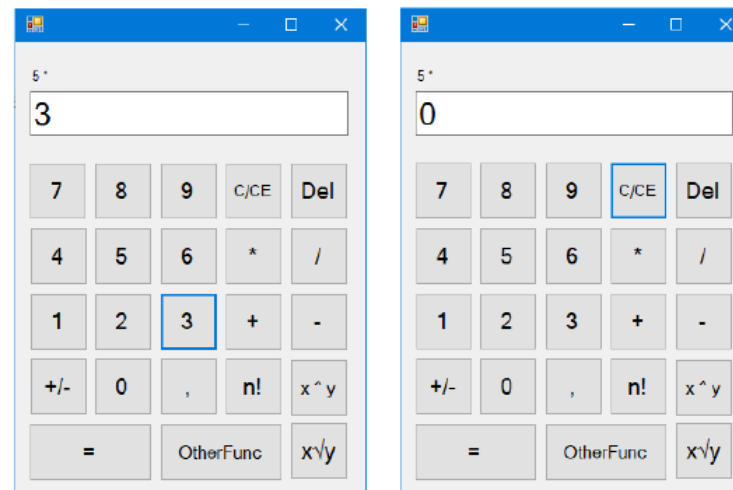 5 *
3
7 8 9 C/CE Del
4 5 6 * /
1 2 3 + -
+/- 0 , n! x ^ y
= OtherFunc x√y
5 *
0
7 8 9 C/CE Del
4 5 6 * /
1 2 3 + -
+/- 0 , n! x ^ y
= OtherFunc x√y